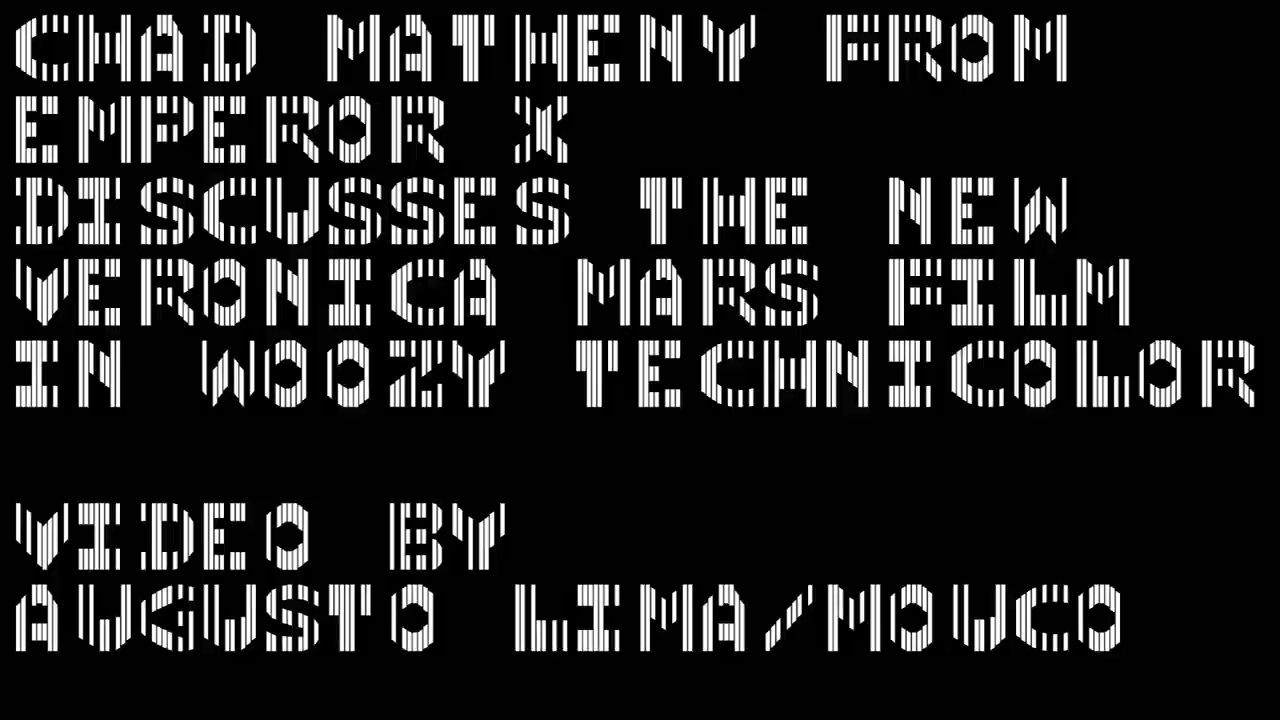 CHAD MATHENY FROM
EMPEROR X
DISCUSSES THE NEW
VERONICA MARS FILM
IN WOOZY TECHNICOLOR
VIDEO BY
AUGUSTO LIMA/MOUCO